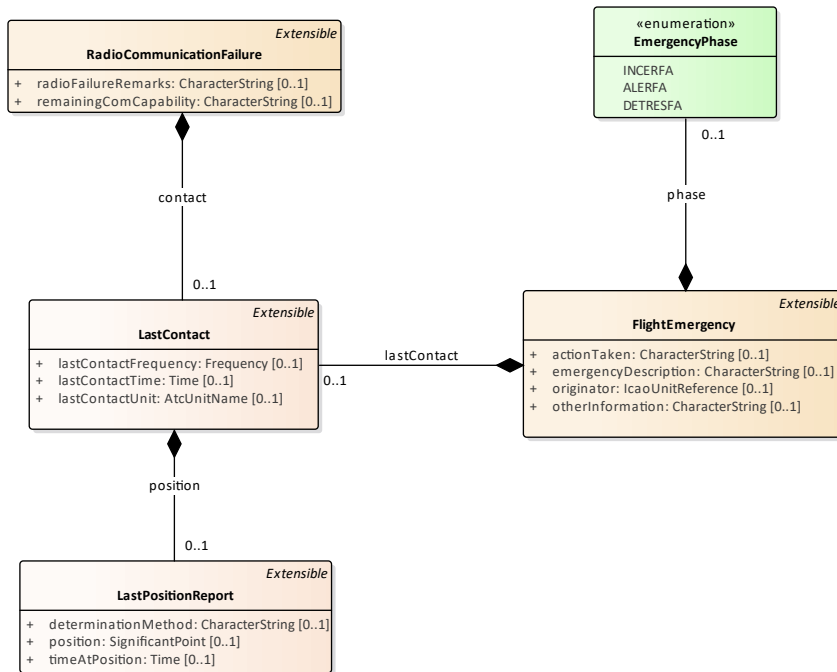 Extensible
RadioCommunicationFailure
+ radioFailureRemarks: CharacterString [0..1]
+ remainingComCapability: CharacterString [0..1]
«enumeration»
EmergencyPhase
INCERFA
ALERFA
DETRESFA
0..1
phase
contact
0..1
Extensible
LastContact
+ lastContactFrequency: Frequency [0..1]
+ lastContactTime: Time [0..1]
+ lastContactUnit: AtcUnitName [0..1]
lastContact
0..1
Extensible
FlightEmergency
+ actionTaken: CharacterString [0..1]
+ emergencyDescription: CharacterString [0..1]
+ originator: IcaoUnitReference [0..1]
+ otherInformation: CharacterString [0..1]
position
0..1
Extensible
LastPositionReport
+ determinationMethod: CharacterString [0..1]
+ position: SignificantPoint [0..1]
+ timeAtPosition: Time [0..1]